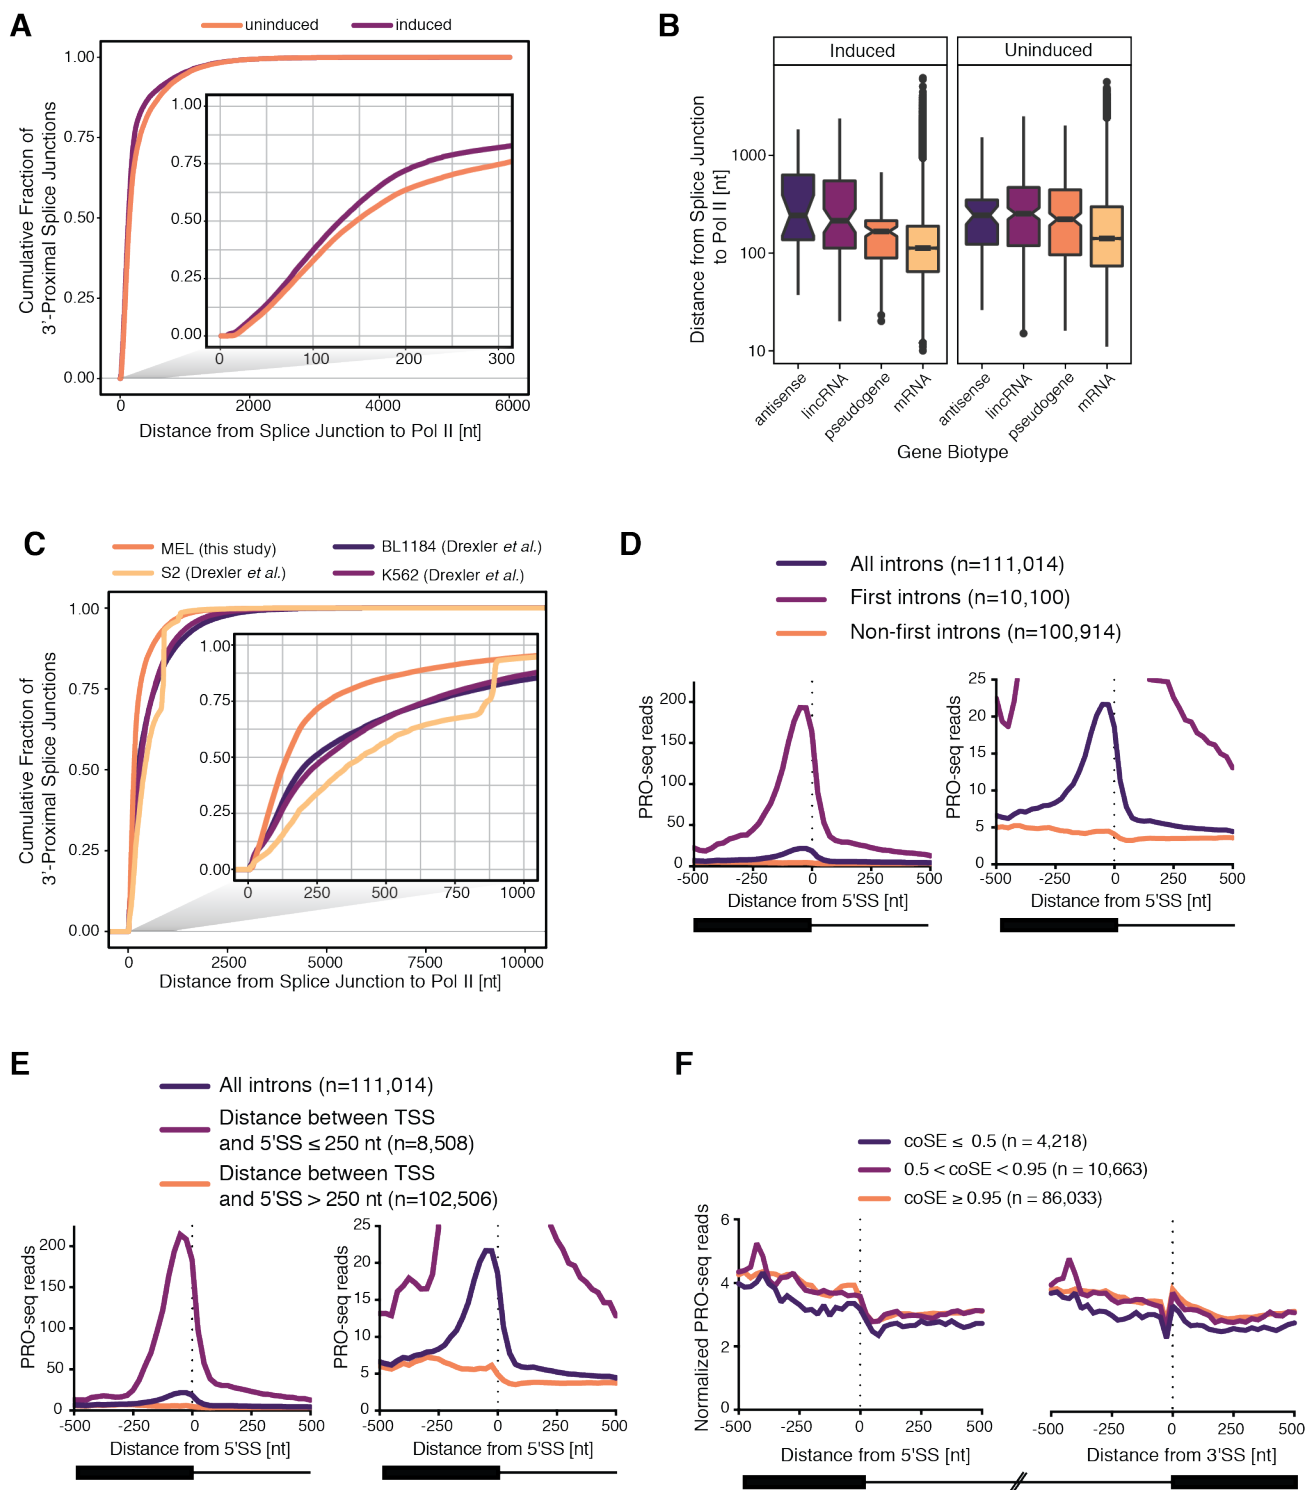 A
uninduced
induced
Cumulative Fraction of
3'-Proximal Splice Junctions
1.00
0.75
0.50
0.25
0.00
1.00
0.75
0.50
0.25
0.00
0
100
200
300
0
2000
4000
6000
Distance from Splice Junction to Pol II [nt]
B
Induced
Uninduced
Distance from Splice Junction
to Pol II [nt]
1000
100
10
antisense
lincRNA
pseudogene
mRNA
antisense
lincRNA
pseudogene
mRNA
Gene Biotype
C
MEL (this study)
BL1184 (Drexler et al.)
S2 (Drexler et al.)
K562 (Drexler et al.)
Cumulative Fraction of
3'-Proximal Splice Junctions
1.00
0.75
0.50
0.25
0.00
1.00
0.75
0.50
0.25
0.00
0
250
500
750
1000
0
2500
5000
7500
10000
Distance from Splice Junction to Pol II [nt]
D
All introns (n=111,014)
First introns (n=10,100)
Non-first introns (n=100,914)
PRO-seq reads
200
150
100
50
0
-500
-250
0
250
500
Distance from 5'SS [nt]
PRO-seq reads
25
20
15
10
5
0
-500
-250
0
250
500
Distance from 5'SS [nt]
E
All introns (n=111,014)
Distance between TSS
and 5'SS ≤ 250 nt (n=8,508)
Distance between TSS
and 5'SS > 250 nt (n=102,506)
PRO-seq reads
200
150
100
50
0
-500
-250
0
250
500
Distance from 5'SS [nt]
PRO-seq reads
25
20
15
10
5
0
-500
-250
0
250
500
Distance from 5'SS [nt]
F
coSE ≤ 0.5 (n = 4,218)
0.5 < coSE < 0.95 (n = 10,663)
coSE ≥ 0.95 (n = 86,033)
Normalized PRO-seq reads
6
4
2
0
-500
-250
0
250
500
Distance from 5'SS [nt]
-500
-250
0
250
500
Distance from 3'SS [nt]